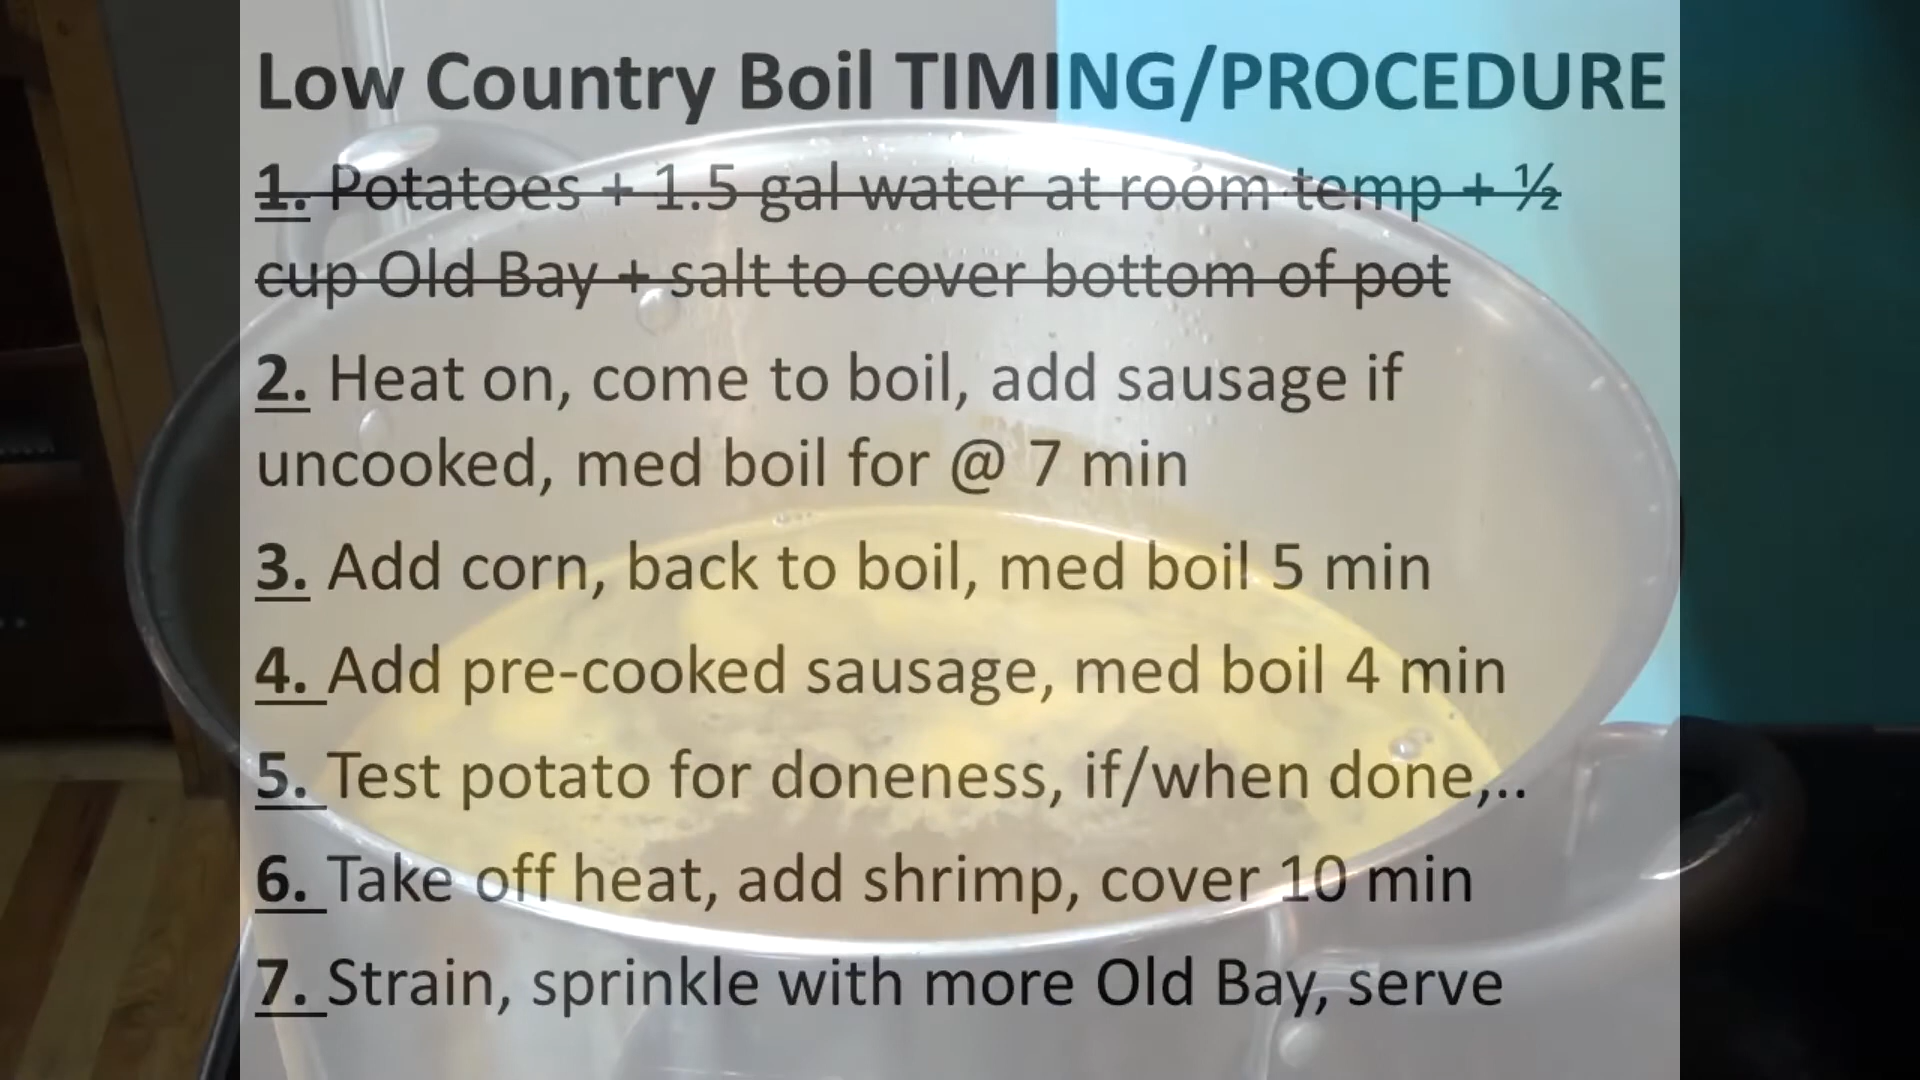 Low Country Boil TIMING/PROCEDURE
1. Potatoes + 1.5 gal water at room temp + ½
cup Old Bay + salt to cover bottom of pot
2. Heat on, come to boil, add sausage if
uncooked, med boil for @ 7 min
3. Add corn, back to boil, med boil 5 min
4. Add pre-cooked sausage, med boil 4 min
5. Test potato for doneness, if/when done,..
6. Take off heat, add shrimp, cover 10 min
7. Strain, sprinkle with more Old Bay, serve